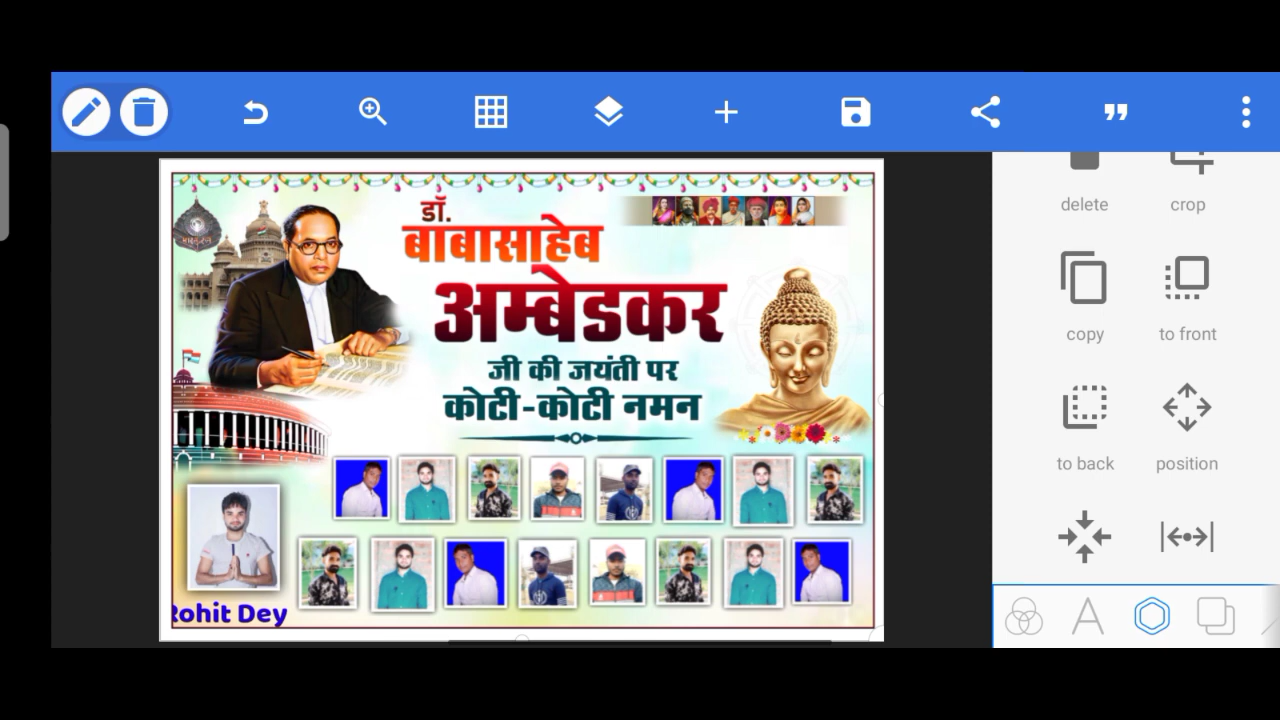 delete
crop
डॉ.
बाबासाहेब
अम्बेडकर
जी की जयंती पर
कोटी-कोटी नमन
copy
to front
to back
position
Rohit Dey